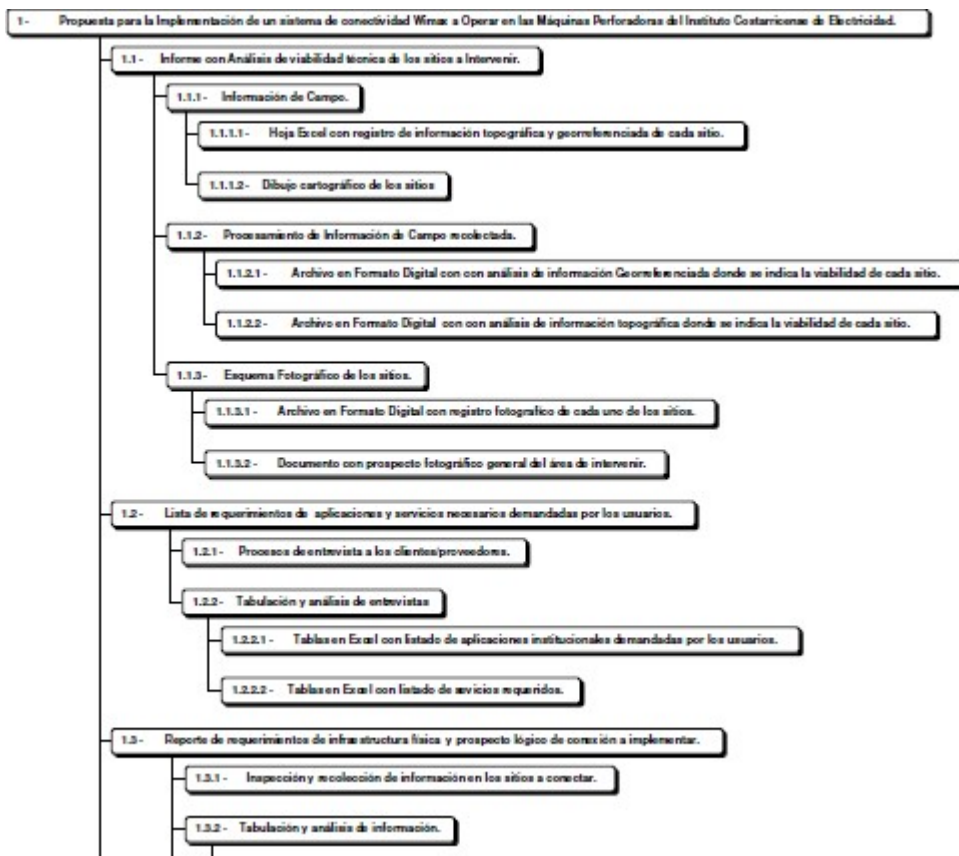 1- Propuesta para la Implementación de un sistema de conectividad Wimax a Operar en las Máquinas Perforadoras del Instituto Costarricense de Electricidad.
1.1- Informe con Análisis de viabilidad técnica de los sitios a Intervenir.
1.1.1- Información de Campo.
1.1.1.1- Hoja Excel con registro de información topográfica y georreferenciada de cada sitio.
1.1.1.2- Dibujo cartográfico de los sitios
1.1.2- Procesamiento de Información de Campo recolectada.
1.1.2.1- Archivo en Formato Digital con con análisis de información Georreferenciada donde se indica la viabilidad de cada sitio.
1.1.2.2- Archivo en Formato Digital con con análisis de información topográfica donde se indica la viabilidad de cada sitio.
1.1.3- Esquema Fotográfico de los sitios.
1.1.3.1- Archivo en Formato Digital con registro fotografico de cada uno de los sitios.
1.1.3.2- Documento con prospecto fotográfico general del área de intervenir.
1.2- Lista de requerimientos de aplicaciones y servicios necesarios demandadas por los usuarios.
1.2.1- Procesos de entrevista a los clientes/proveedores.
1.2.2- Tabulación y análisis de entrevistas
1.2.2.1- Tablas en Excel con listado de aplicaciones institucionales demandadas por los usuarios.
1.2.2.2- Tablas en Excel con listado de sevicios requeridos.
1.3- Reporte de requerimientos de infraestructura física y prospecto lógico de conexión a implementar.
1.3.1- Inspección y recolección de información en los sitios a conectar.
1.3.2- Tabulación y análisis de información.